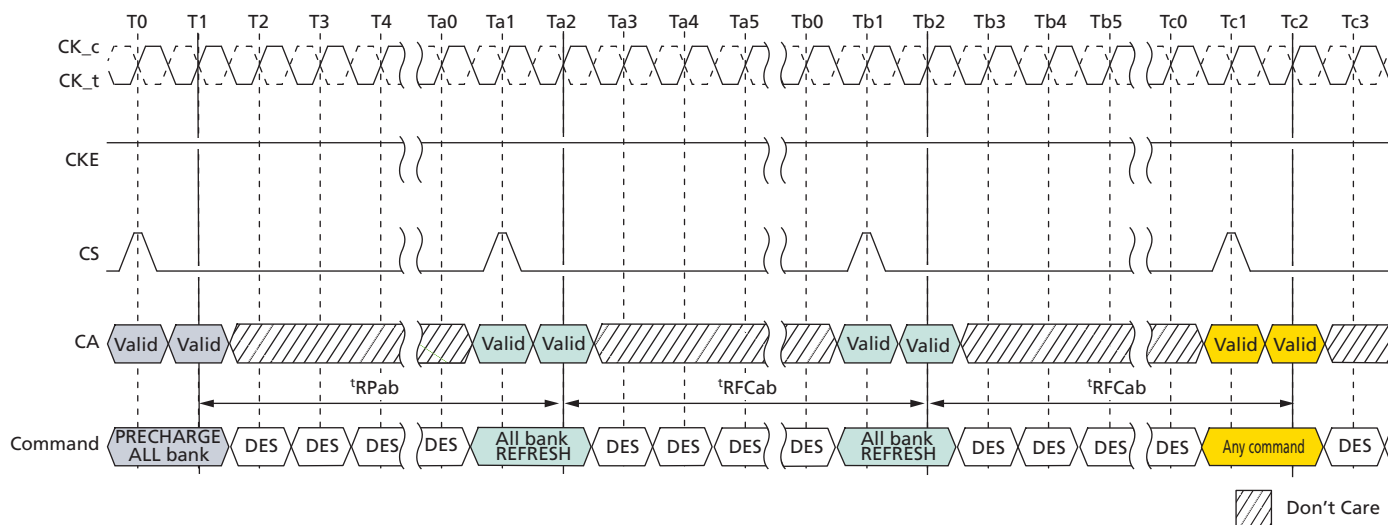 T0 T1 T2 T3 T4 Ta0 Ta1 Ta2 Ta3 Ta4 Ta5 Tb0 Tb1 Tb2 Tb3 Tb4 Tb5 Tc0 Tc1 Tc2 Tc3
CK_c
CK_t
CKE
CS
CA Valid Valid Valid Valid Valid Valid Valid Valid
tRPab tRFCab tRFCab
Command PRECHARGE ALL bank DES DES DES DES All bank REFRESH DES DES DES DES All bank REFRESH DES DES DES DES Any command DES
Don't Care